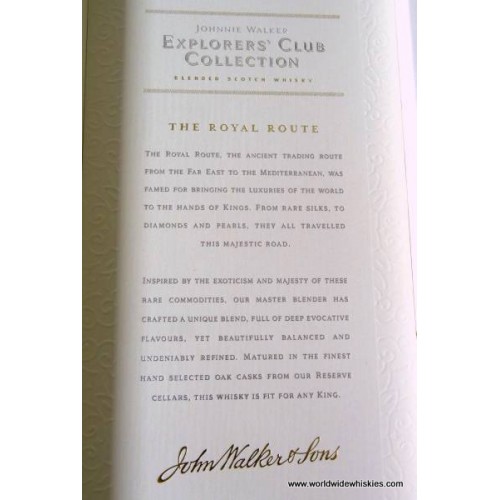 JOHNNIE WALKER
EXPLORERS' CLUB
COLLECTION
BLENDED SCOTCH WHISKY
THE ROYAL ROUTE
THE ROYAL ROUTE, THE ANCIENT TRADING ROUTE
FROM THE FAR EAST TO THE MEDITERRANEAN, WAS
FAMED FOR BRINGING THE LUXURIES OF THE WORLD
TO THE HANDS OF KINGS. FROM RARE SILKS, TO
DIAMONDS AND PEARLS, THEY ALL TRAVELLED
THIS MAJESTIC ROAD.
INSPIRED BY THE EXOTICISM AND MAJESTY OF THESE
RARE COMMODITIES, OUR MASTER BLENDER HAS
CRAFTED A UNIQUE BLEND, FULL OF DEEP EVOCATIVE
FLAVOURS, YET BEAUTIFULLY BALANCED AND
UNDENIABLY REFINED. MATURED IN THE FINEST
HAND SELECTED OAK CASKS FROM OUR RESERVE
CELLARS, THIS WHISKY IS FIT FOR ANY KING.
John Walker & Sons
www.worldwidewhiskies.com